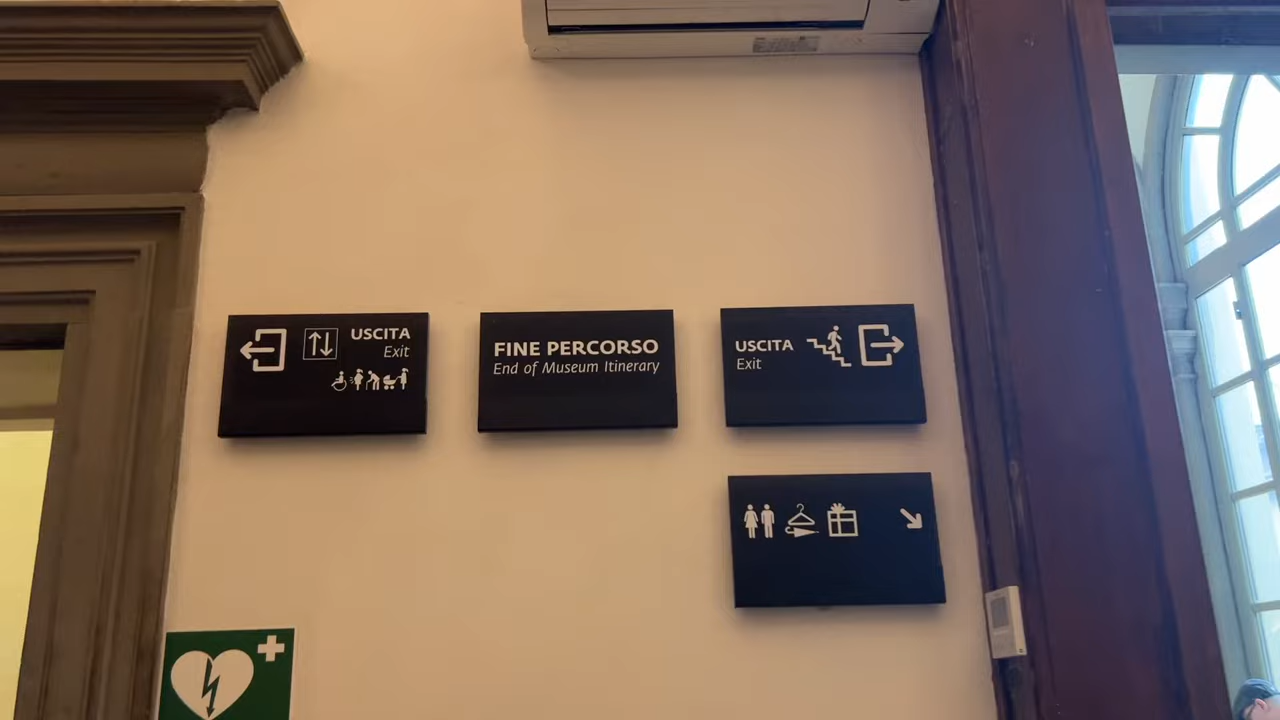 USCITA
Exit
FINE PERCORSO
End of Museum Itinerary
USCITA
Exit